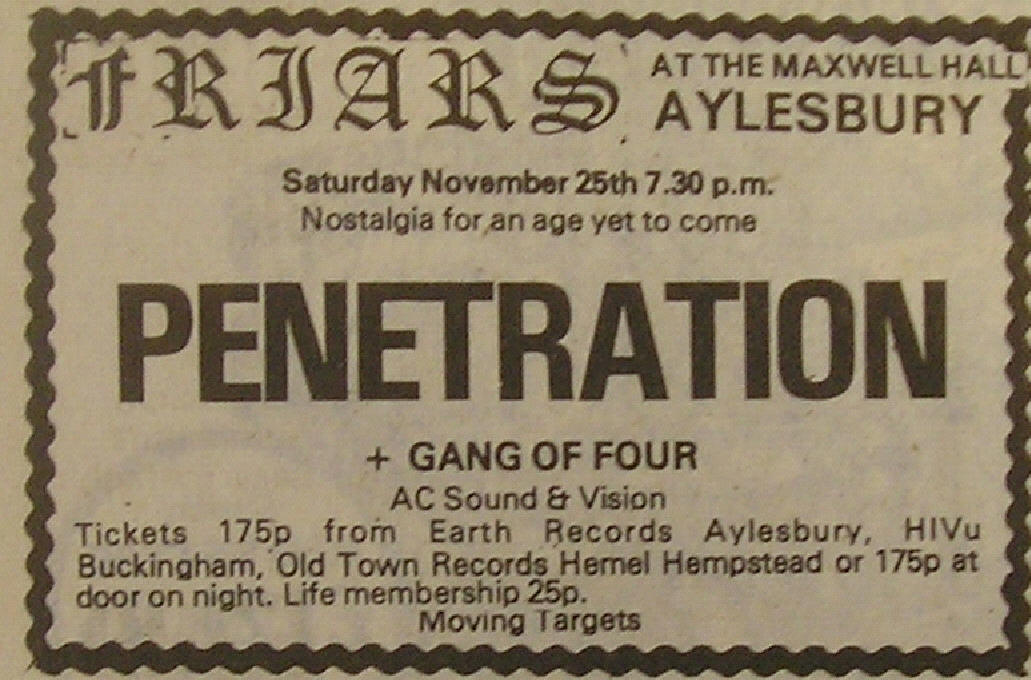 FRIARS AT THE MAXWELL HALL
AYLESBURY
Saturday November 25th 7.30 p.m.
Nostalgia for an age yet to come
PENETRATION
+ GANG OF FOUR
AC Sound & Vision
Tickets 175p from Earth Records Aylesbury, HIVu
Buckingham, Old Town Records Hemel Hempstead or 175p at
door on night. Life membership 25p.
Moving Targets